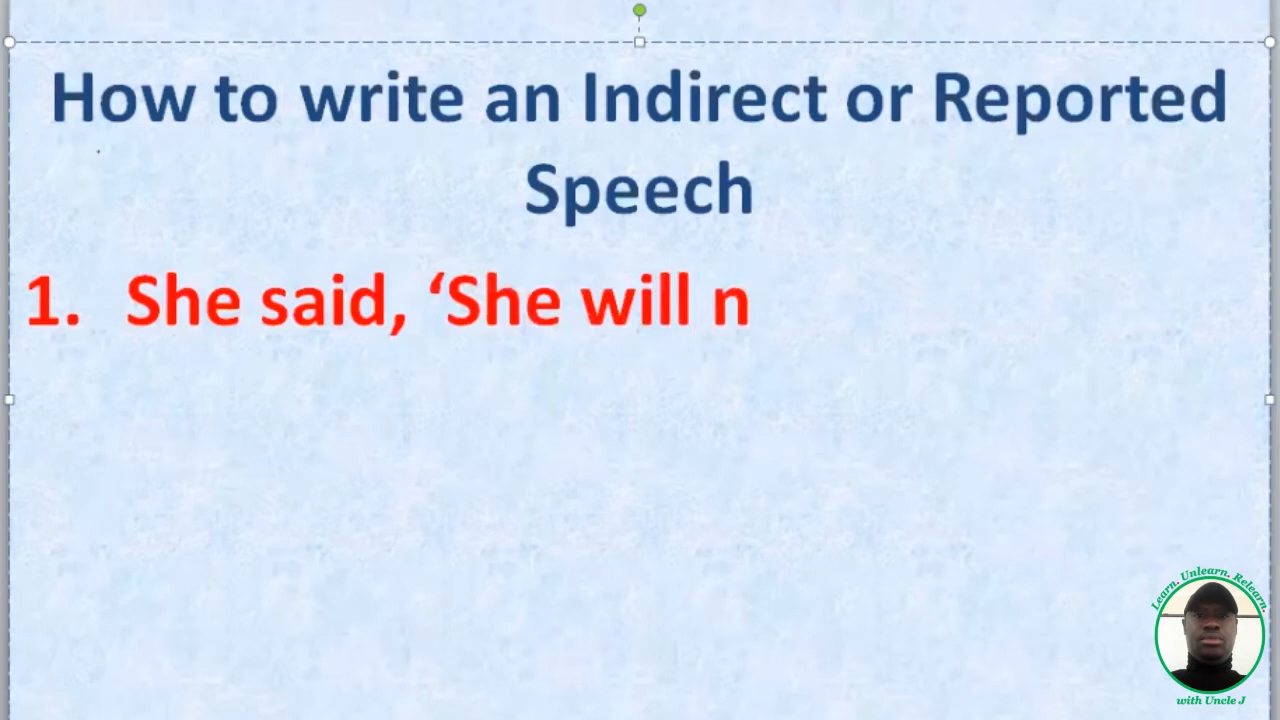 How to write an Indirect or Reported
Speech
1. She said, ‘She will n
Learn. Unlearn. Relearn.
with Uncle J